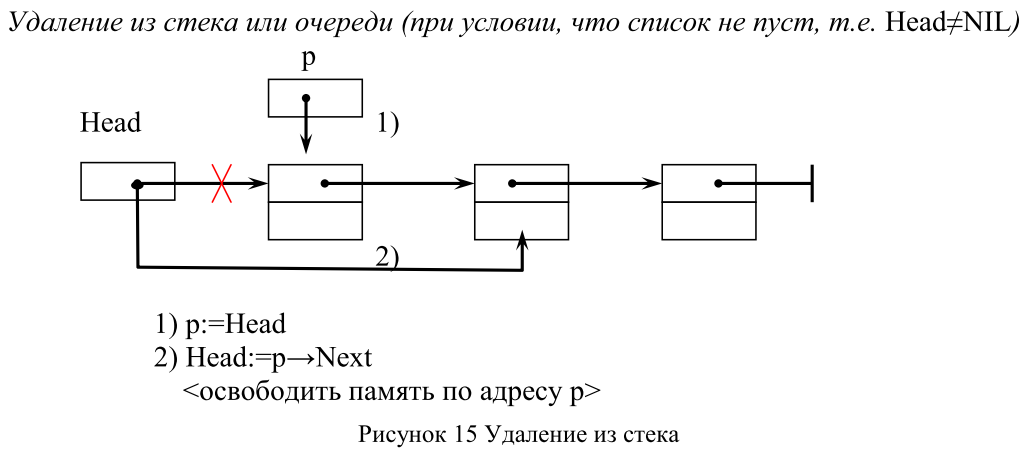 Удаление из стека или очереди (при условии, что список не пуст, т.е. Head≠NIL)
p
Head
1)
2)
1) p:=Head
2) Head:=p→Next
<освободить память по адресу p>
Рисунок 15 Удаление из стека